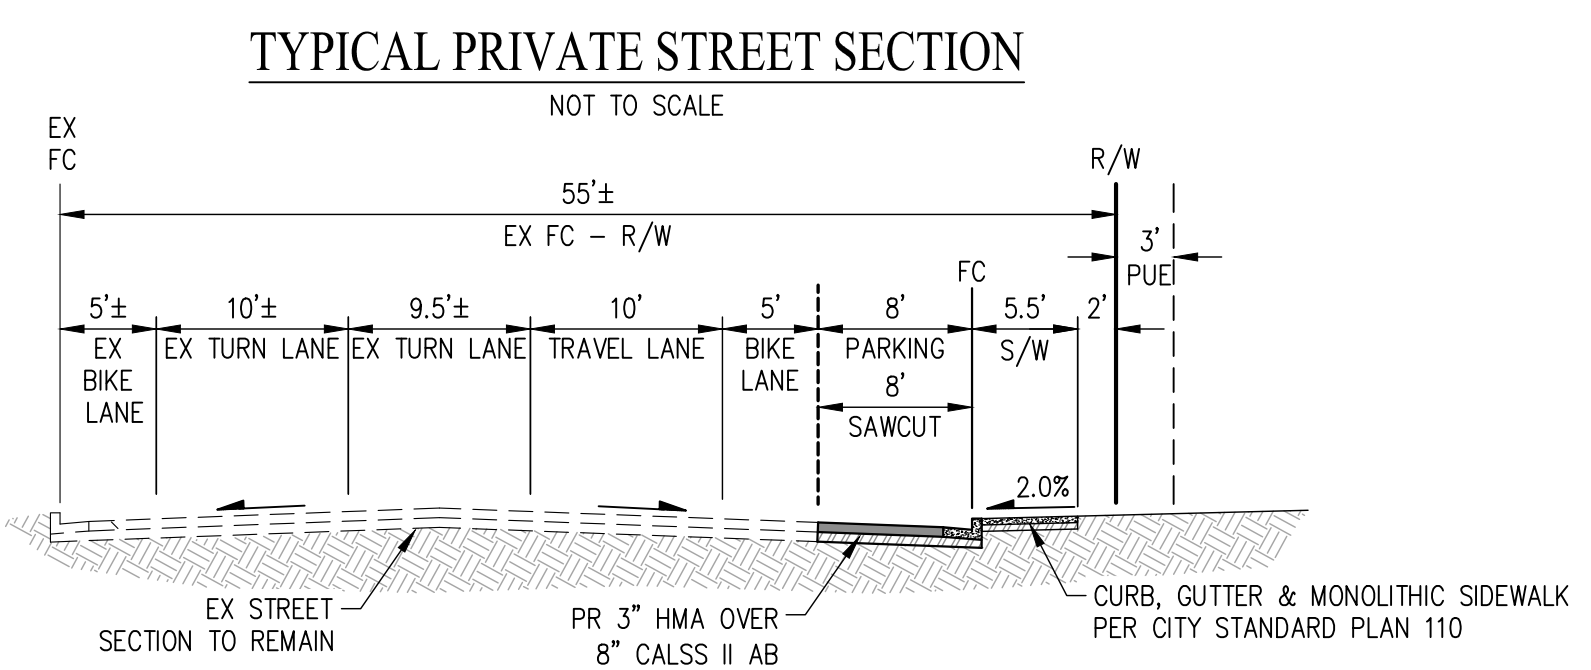 TYPICAL PRIVATE STREET SECTION
NOT TO SCALE
EX
FC
R/W
55'±
EX FC – R/W
3'
PUE
FC
5'±
10'±
9.5'±
10'
5'
8'
5.5'
2'
EX
BIKE
LANE
EX TURN LANE
EX TURN LANE
TRAVEL LANE
BIKE
LANE
PARKING
S/W
8'
SAWCUT
2.0%
EX STREET
SECTION TO REMAIN
PR 3" HMA OVER
8" CALSS II AB
CURB, GUTTER & MONOLITHIC SIDEWALK
PER CITY STANDARD PLAN 110